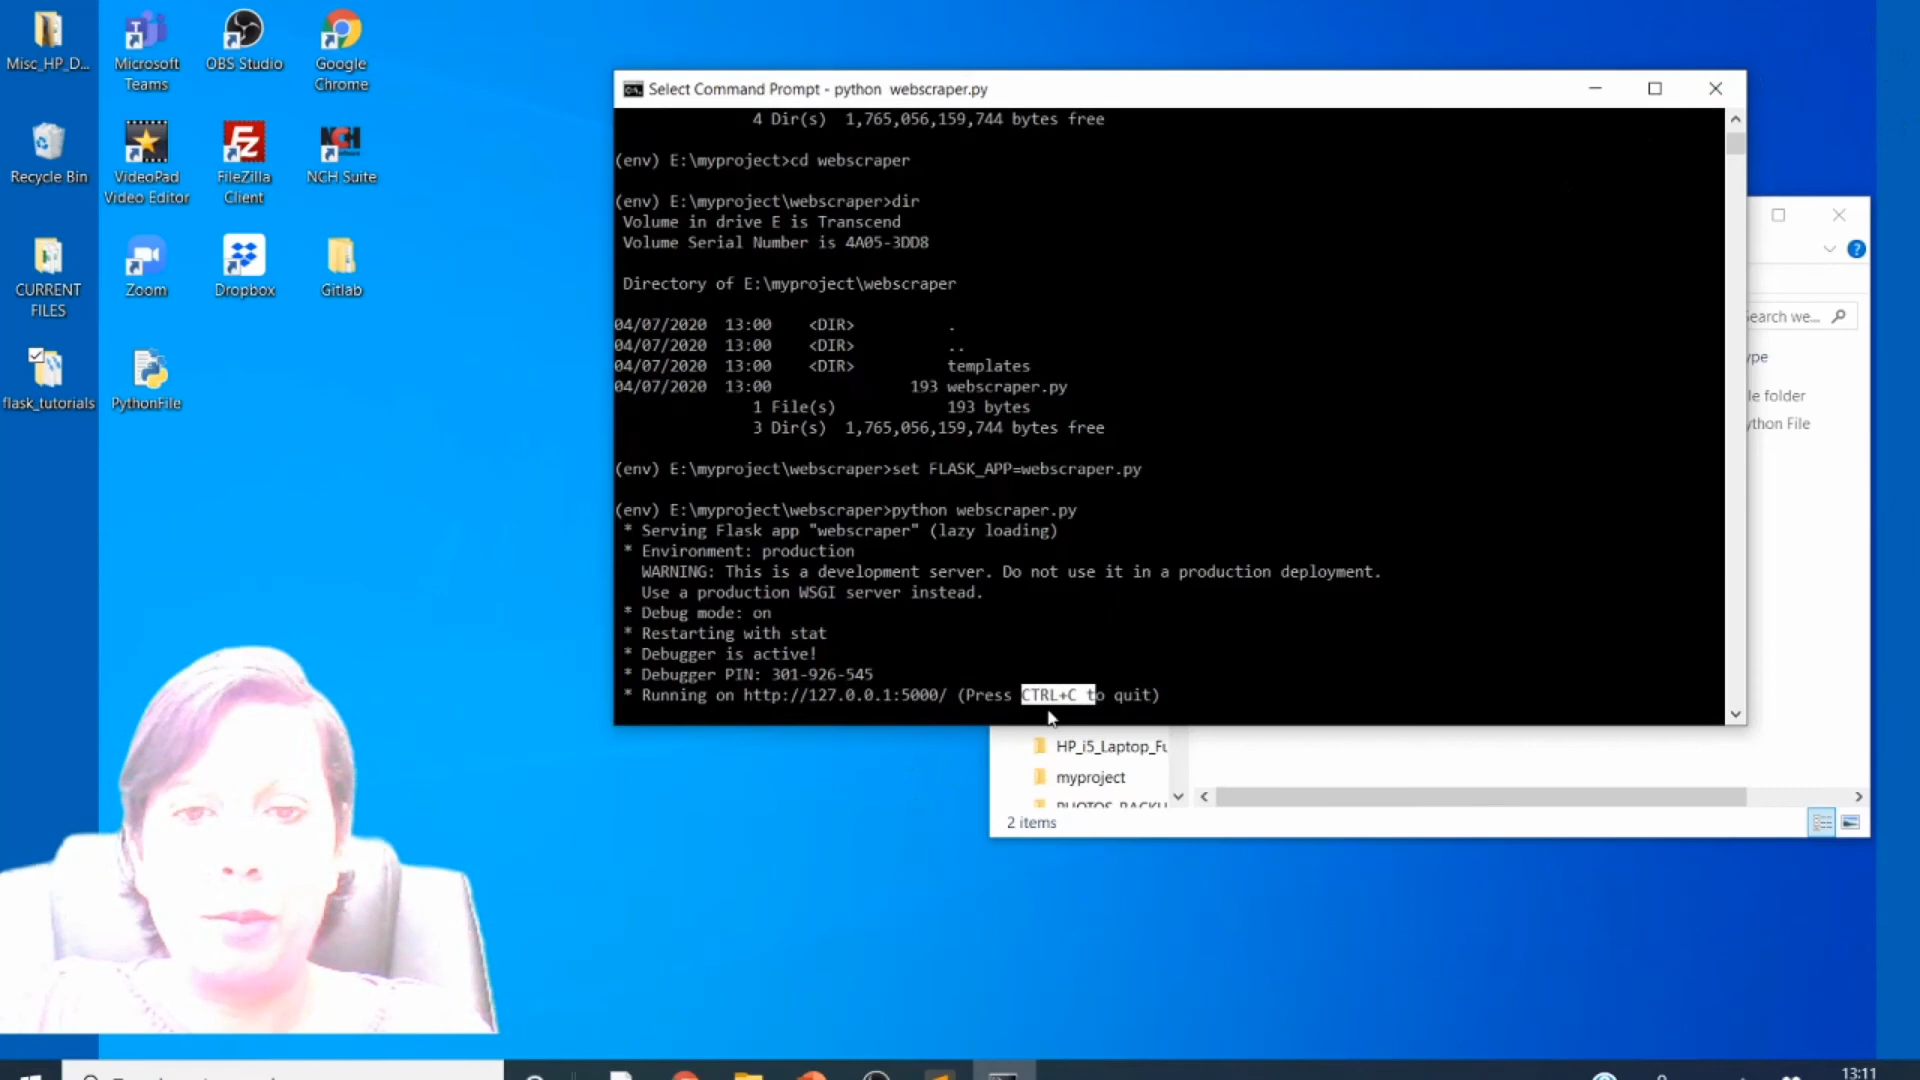 Misc_HP_D...
Microsoft
Teams
OBS Studio
Google
Chrome
Recycle Bin
VideoPad
Video Editor
FileZilla
Client
NCH Suite
CURRENT
FILES
Zoom
Dropbox
Gitlab
flask_tutorials
PythonFile
Select Command Prompt - python  webscraper.py
4 Dir(s)  1,765,056,159,744 bytes free
(env) E:\myproject>cd webscraper
(env) E:\myproject\webscraper>dir
Volume in drive E is Transcend
Volume Serial Number is 4A05-3DD8
Directory of E:\myproject\webscraper
04/07/2020  13:00    <DIR>          .
04/07/2020  13:00    <DIR>          ..
04/07/2020  13:00    <DIR>          templates
04/07/2020  13:00               193 webscraper.py
1 File(s)            193 bytes
3 Dir(s)  1,765,056,159,744 bytes free
(env) E:\myproject\webscraper>set FLASK_APP=webscraper.py
(env) E:\myproject\webscraper>python webscraper.py
* Serving Flask app "webscraper" (lazy loading)
* Environment: production
WARNING: This is a development server. Do not use it in a production deployment.
Use a production WSGI server instead.
* Debug mode: on
* Restarting with stat
* Debugger is active!
* Debugger PIN: 301-926-545
* Running on http://127.0.0.1:5000/ (Press CTRL+C to quit)
earch we...
ype
le folder
ython File
HP_i5_Laptop_Fu
myproject
2 items
13:11